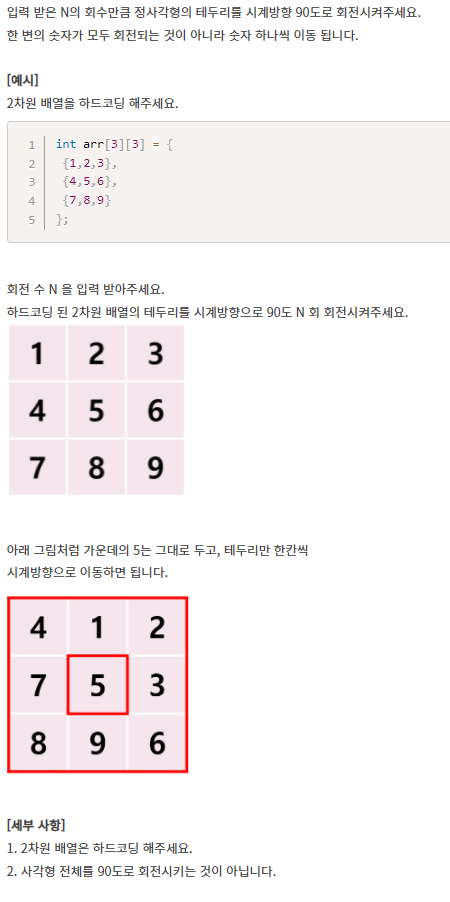 입력 받은 N의 회수만큼 정사각형의 테두리를 시계방향 90도로 회전시켜주세요.
한 변의 숫자가 모두 회전되는 것이 아니라 숫자 하나씩 이동 됩니다.
[예시]
2차원 배열을 하드코딩 해주세요.
1 int arr[3][3] = {
2 {1,2,3},
3 {4,5,6},
4 {7,8,9}
5 };
회전 수 N 을 입력 받아주세요.
하드코딩 된 2차원 배열의 테두리를 시계방향으로 90도 N 회 회전시켜주세요.
1 2 3
4 5 6
7 8 9
아래 그림처럼 가운데의 5는 그대로 두고, 테두리만 한칸씩
시계방향으로 이동하면 됩니다.
4 1 2
7 5 3
8 9 6
[세부 사항]
1. 2차원 배열은 하드코딩 해주세요.
2. 사각형 전체를 90도로 회전시키는 것이 아닙니다.